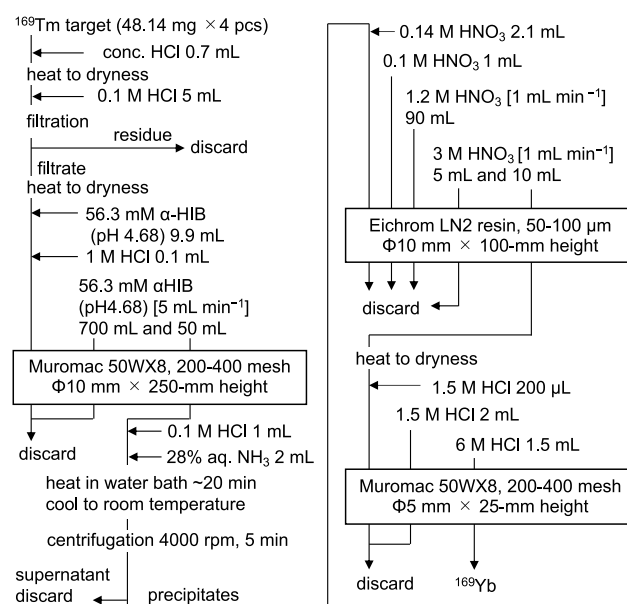 ¹⁶⁹Tm target (48.14 mg ×4 pcs)
conc. HCl 0.7 mL
heat to dryness
0.1 M HCl 5 mL
filtration
residue
discard
filtrate
heat to dryness
56.3 mM α-HIB
(pH 4.68) 9.9 mL
1 M HCl 0.1 mL
56.3 mM αHIB
(pH4.68) [5 mL min⁻¹]
700 mL and 50 mL
Muromac 50WX8, 200-400 mesh
Φ10 mm × 250-mm height
discard
0.1 M HCl 1 mL
28% aq. NH₃ 2 mL
heat in water bath ~20 min
cool to room temperature
centrifugation 4000 rpm, 5 min
supernatant
discard
precipitates
0.14 M HNO₃ 2.1 mL
0.1 M HNO₃ 1 mL
1.2 M HNO₃ [1 mL min⁻¹]
90 mL
3 M HNO₃ [1 mL min⁻¹]
5 mL and 10 mL
Eichrom LN2 resin, 50-100 μm
Φ10 mm × 100-mm height
discard
heat to dryness
1.5 M HCl 200 μL
1.5 M HCl 2 mL
6 M HCl 1.5 mL
Muromac 50WX8, 200-400 mesh
Φ5 mm × 25-mm height
discard
¹⁶⁹Yb